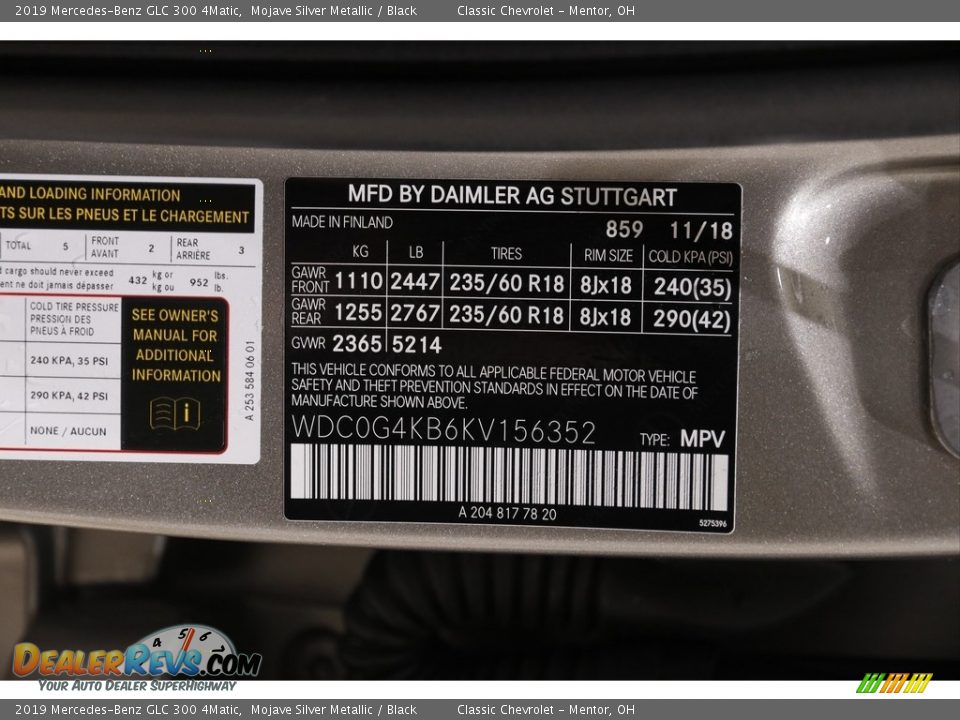 2019 Mercedes-Benz GLC 300 4Matic, Mojave Silver Metallic / Black Classic Chevrolet - Mentor, OH
AND LOADING INFORMATION
TS SUR LES PNEUS ET LE CHARGEMENT
TOTAL 5 FRONT AVANT 2 REAR ARRIÈRE 3
d cargo should never exceed
ent ne doit jamais dépasser
432 kg or kg ou 952 lbs. lb.
COLD TIRE PRESSURE
PRESSION DES
PNEUS À FROID
240 KPA, 35 PSI
290 KPA, 42 PSI
NONE / AUCUN
SEE OWNER'S
MANUAL FOR
ADDITIONAL
INFORMATION
i
A 253 584 06 01
MFD BY DAIMLER AG STUTTGART
MADE IN FINLAND 859 11/18
KG LB TIRES RIM SIZE COLD KPA (PSI)
GAWR FRONT 1110 2447 235/60 R18 8Jx18 240(35)
GAWR REAR 1255 2767 235/60 R18 8Jx18 290(42)
GVWR 2365 5214
THIS VEHICLE CONFORMS TO ALL APPLICABLE FEDERAL MOTOR VEHICLE
SAFETY AND THEFT PREVENTION STANDARDS IN EFFECT ON THE DATE OF
MANUFACTURE SHOWN ABOVE.
WDC0G4KB6KV156352 TYPE: MPV
A 204 817 78 20
5275396
4 5 6
DEALERREVS.COM
YOUR AUTO DEALER SUPERHIGHWAY
2019 Mercedes-Benz GLC 300 4Matic, Mojave Silver Metallic / Black Classic Chevrolet - Mentor, OH